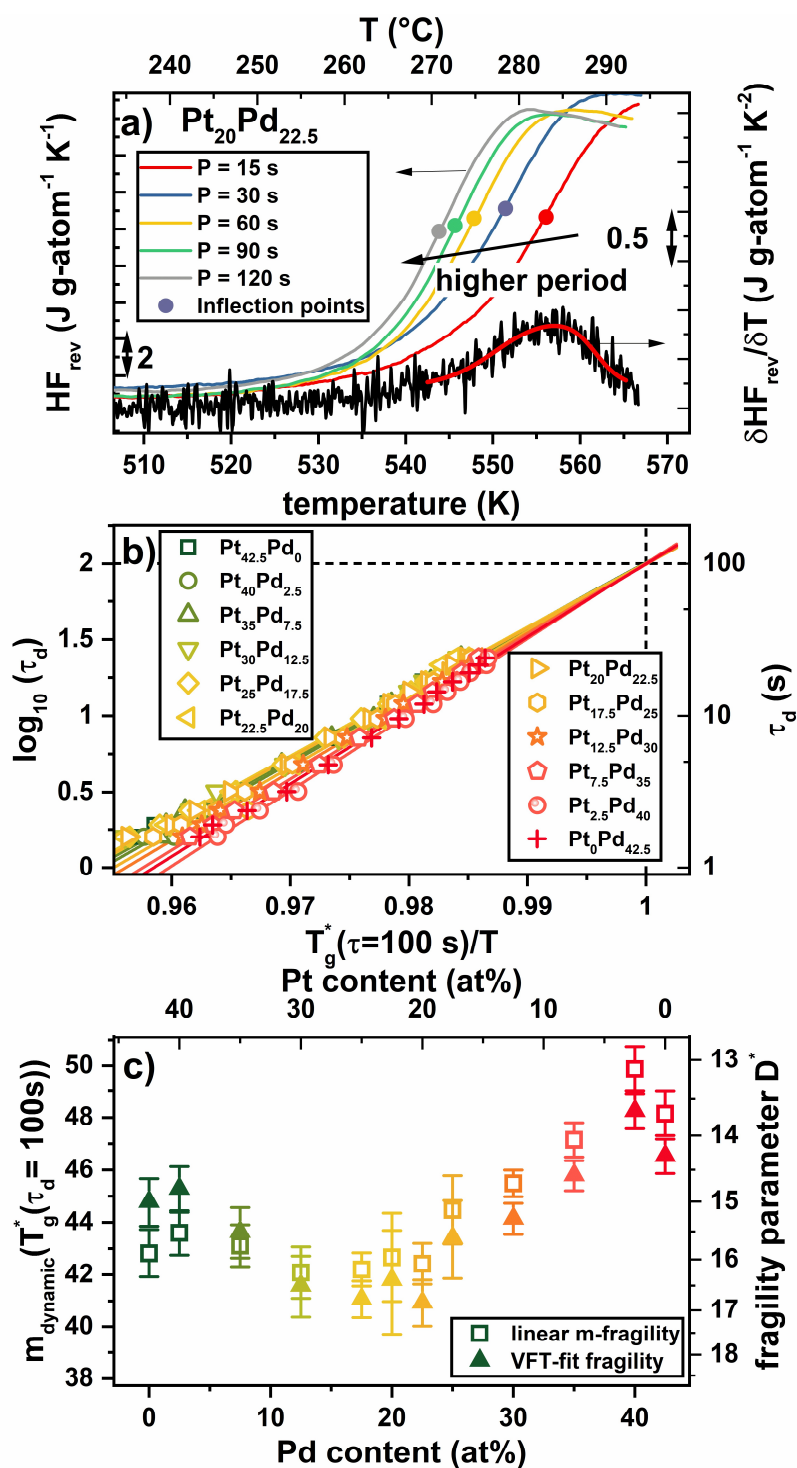 T (°C)
240 250 260 270 280 290
a) Pt20Pd22.5
P = 15 s
P = 30 s
P = 60 s
P = 90 s
P = 120 s
Inflection points
0.5
higher period
2
HFrev (J g-atom-1 K-1)
δHFrev/δT (J g-atom-1 K-2)
510 520 530 540 550 560 570
temperature (K)
b)
Pt42.5Pd0
Pt40Pd2.5
Pt35Pd7.5
Pt30Pd12.5
Pt25Pd17.5
Pt22.5Pd20
Pt20Pd22.5
Pt17.5Pd25
Pt12.5Pd30
Pt7.5Pd35
Pt2.5Pd40
Pt0Pd42.5
2
1.5
1.0
0.5
0
log10 (τd)
100
10
1
τd (s)
0.96 0.97 0.98 0.99 1
T*g(τ=100 s)/T
Pt content (at%)
40 30 20 10 0
c)
50
48
46
44
42
40
38
mdynamic(T*g(τd= 100s))
13
14
15
16
17
18
fragility parameter D*
linear m-fragility
VFT-fit fragility
0 10 20 30 40
Pd content (at%)